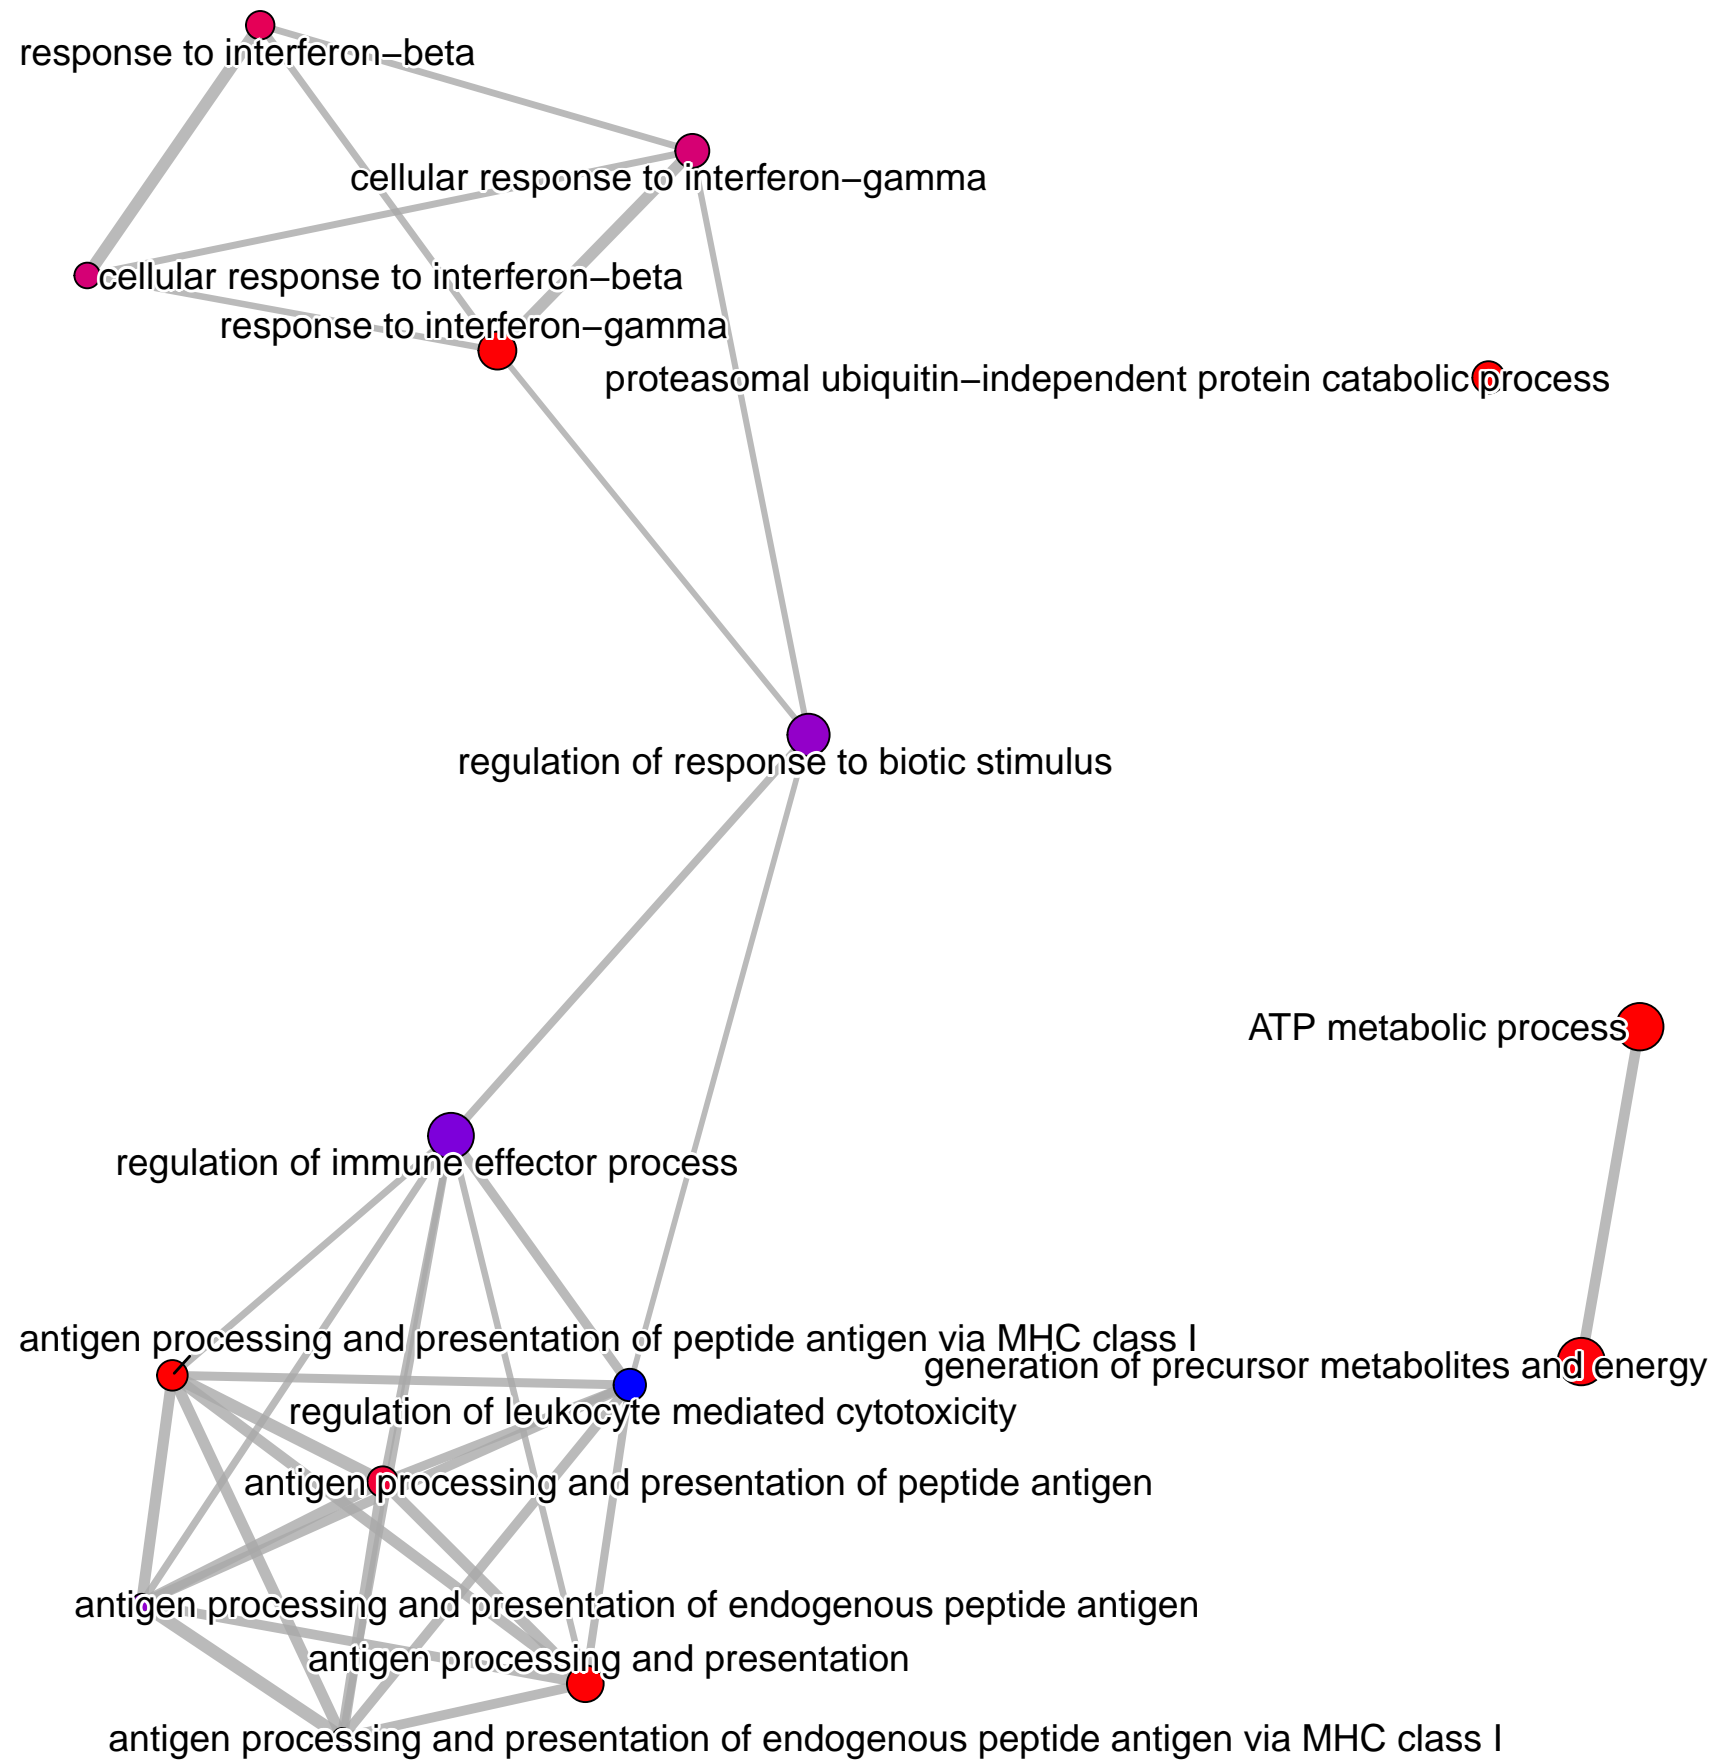 response to interferon−beta
cellular response to interferon−gamma
cellular response to interferon−beta
response to interferon−gamma
proteasomal ubiquitin−independent protein catabolic process
regulation of response to biotic stimulus
ATP metabolic process
regulation of immune effector process
antigen processing and presentation of peptide antigen via MHC class I
generation of precursor metabolites and energy
regulation of leukocyte mediated cytotoxicity
antigen processing and presentation of peptide antigen
antigen processing and presentation of endogenous peptide antigen
antigen processing and presentation
antigen processing and presentation of endogenous peptide antigen via MHC class I